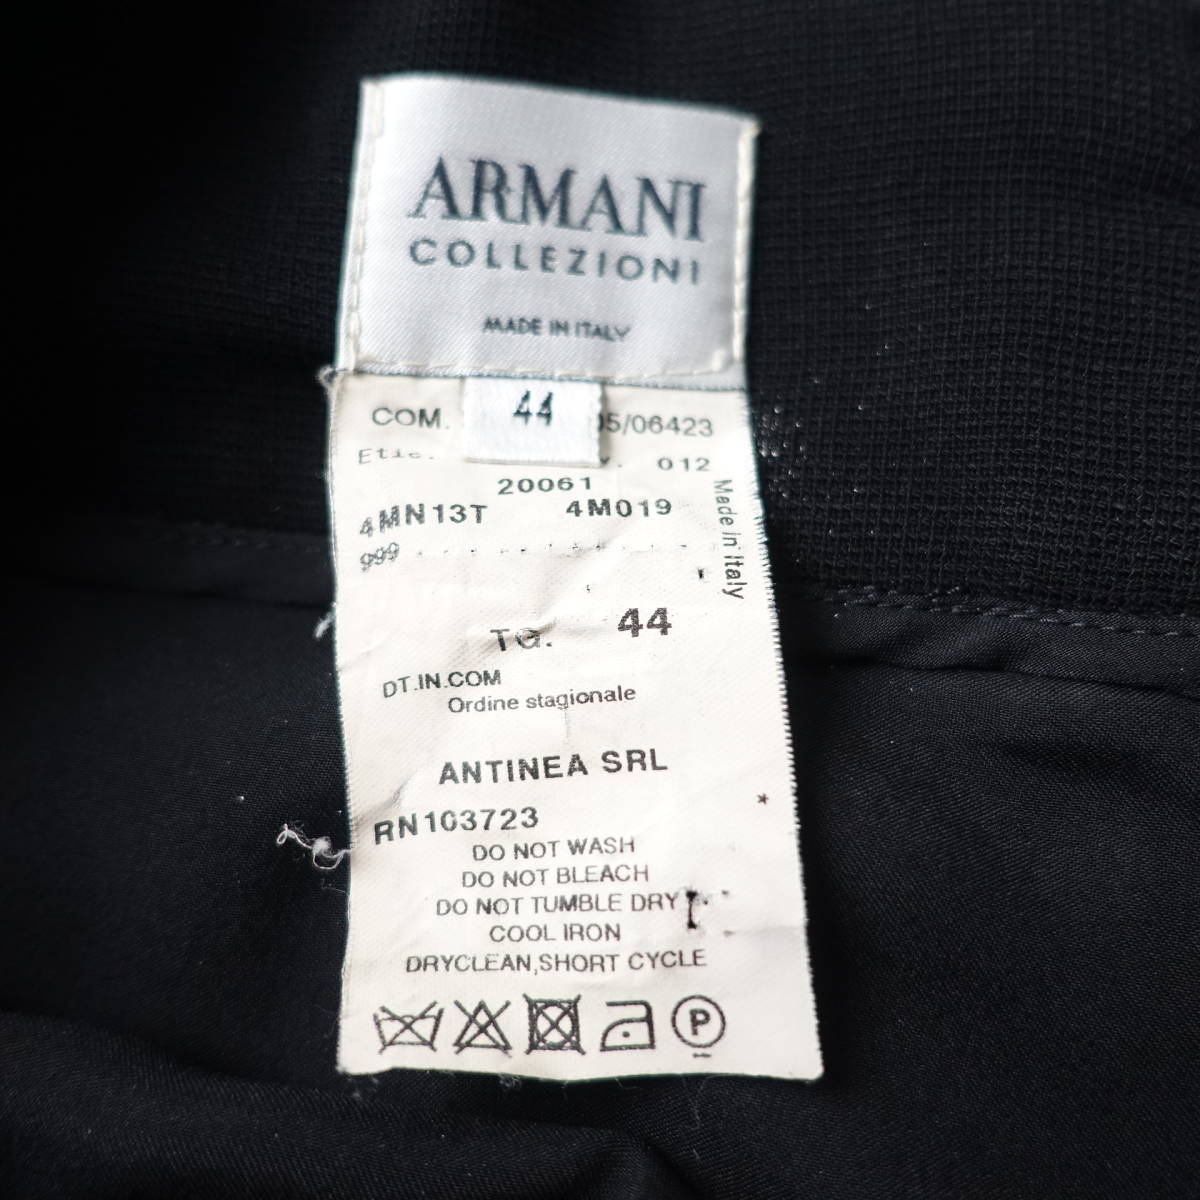 ARMANI
COLLEZIONI
MADE IN ITALY
44
COM. 05/06423
012
20061
4MN13T 4M019
999
Made in Italy
TG. 44
DT.IN.COM
Ordine stagionale
ANTINEA SRL
RN103723
DO NOT WASH
DO NOT BLEACH
DO NOT TUMBLE DRY
COOL IRON
DRYCLEAN,SHORT CYCLE
P